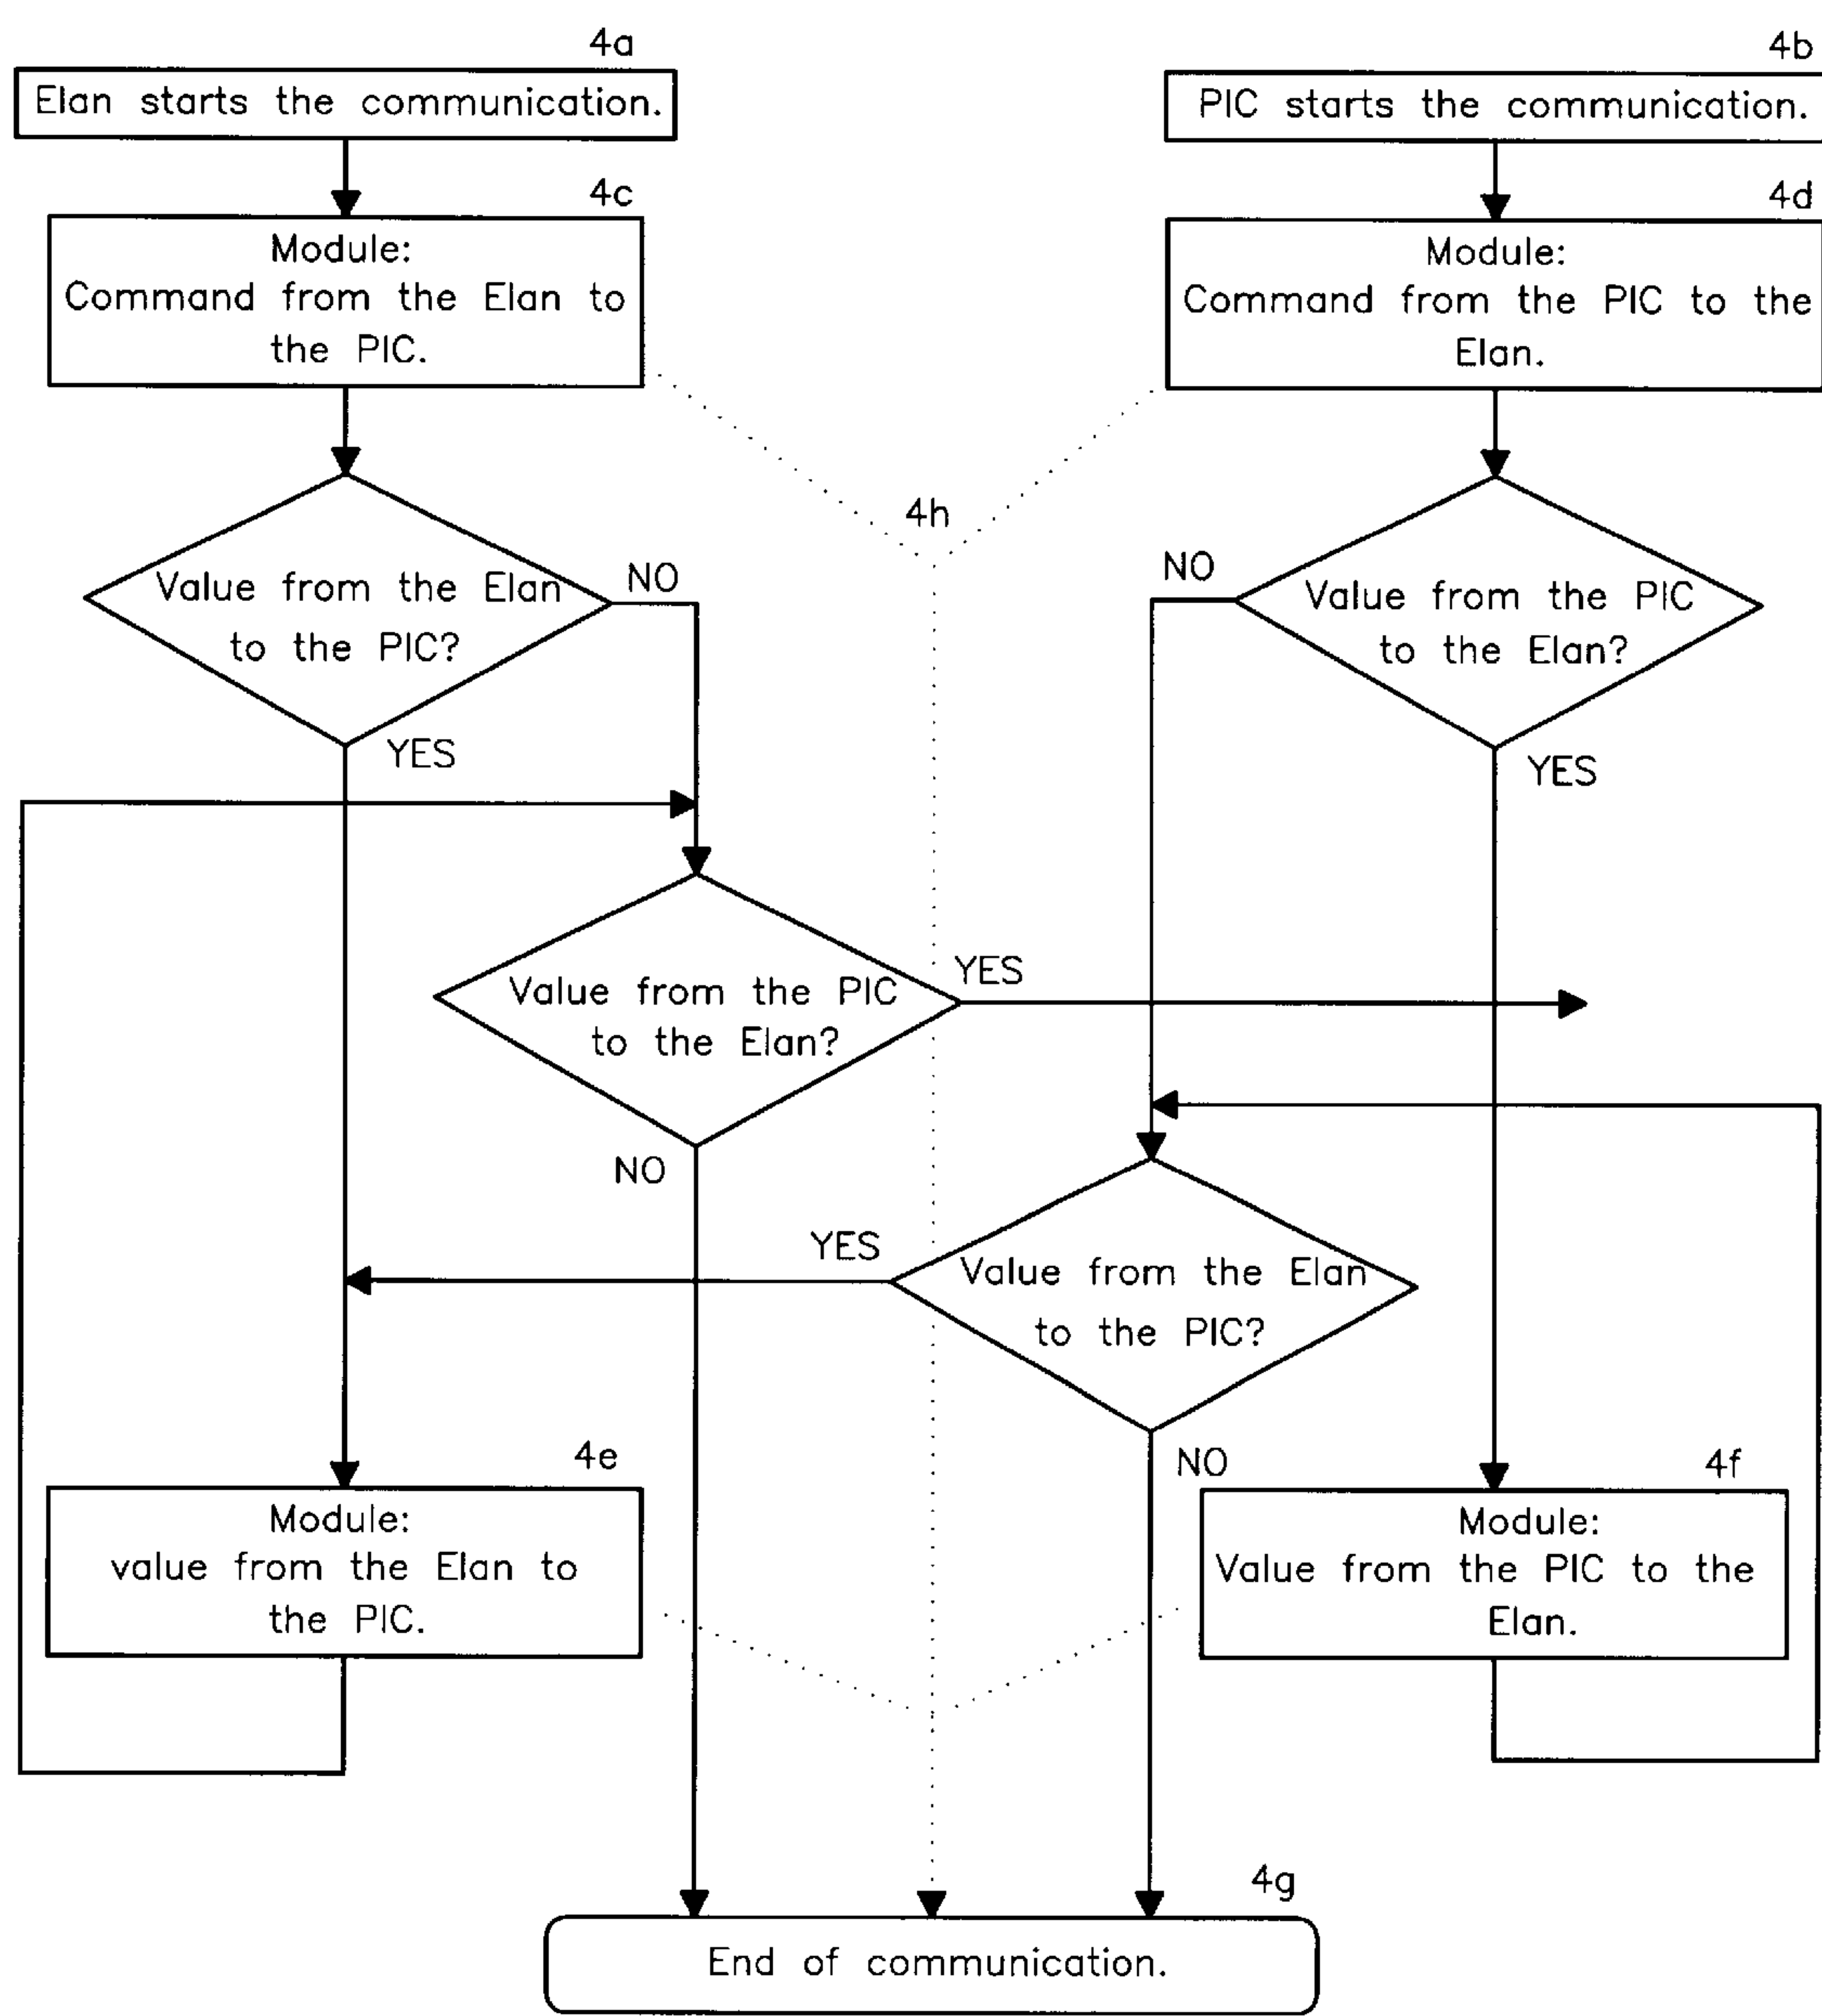 4a
Elan starts the communication.
4b
PIC starts the communication.
4c
Module:
Command from the Elan to
the PIC.
4d
Module:
Command from the PIC to the
Elan.
4h
Value from the Elan
to the PIC?
NO
YES
NO
Value from the PIC
to the Elan?
YES
Value from the PIC
to the Elan?
YES
NO
YES
Value from the Elan
to the PIC?
NO
4e
Module:
value from the Elan to
the PIC.
4f
Module:
Value from the PIC to the
Elan.
4g
End of communication.